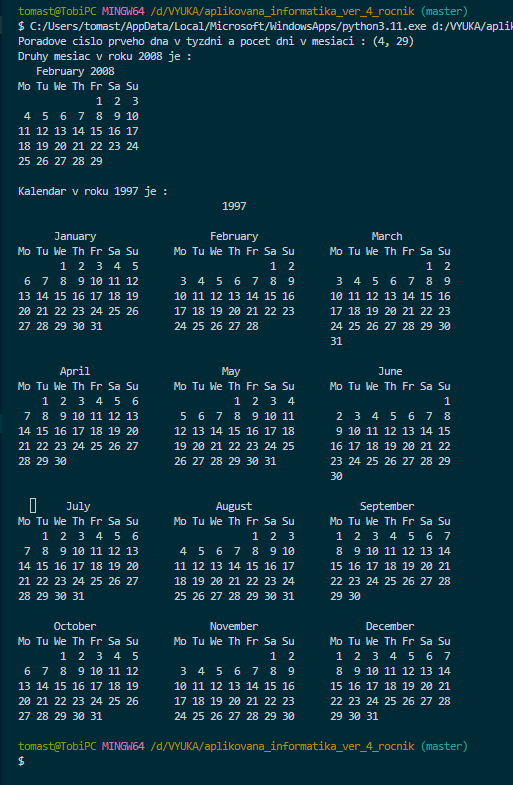 tomast@TobiPC MINGW64 /d/VYUKA/aplikovana_informatika_ver_4_rocnik (master)
$ C:/Users/tomast/AppData/Local/Microsoft/WindowsApps/python3.11.exe d:/VYUKA/apli
Poradove cislo prveho dna v tyzdni a pocet dni v mesiaci : (4, 29)
Druhy mesiac v roku 2008 je :
   February 2008
Mo Tu We Th Fr Sa Su
             1  2  3
 4  5  6  7  8  9 10
11 12 13 14 15 16 17
18 19 20 21 22 23 24
25 26 27 28 29

Kalendar v roku 1997 je :
                                  1997

      January                   February                   March
Mo Tu We Th Fr Sa Su      Mo Tu We Th Fr Sa Su      Mo Tu We Th Fr Sa Su
       1  2  3  4  5                      1  2                      1  2
 6  7  8  9 10 11 12       3  4  5  6  7  8  9       3  4  5  6  7  8  9
13 14 15 16 17 18 19      10 11 12 13 14 15 16      10 11 12 13 14 15 16
20 21 22 23 24 25 26      17 18 19 20 21 22 23      17 18 19 20 21 22 23
27 28 29 30 31            24 25 26 27 28            24 25 26 27 28 29 30
                                                    31

       April                      May                       June
Mo Tu We Th Fr Sa Su      Mo Tu We Th Fr Sa Su      Mo Tu We Th Fr Sa Su
    1  2  3  4  5  6                1  2  3  4                         1
 7  8  9 10 11 12 13       5  6  7  8  9 10 11       2  3  4  5  6  7  8
14 15 16 17 18 19 20      12 13 14 15 16 17 18       9 10 11 12 13 14 15
21 22 23 24 25 26 27      19 20 21 22 23 24 25      16 17 18 19 20 21 22
28 29 30                  26 27 28 29 30 31         23 24 25 26 27 28 29
                                                    30

        July                     August                  September
Mo Tu We Th Fr Sa Su      Mo Tu We Th Fr Sa Su      Mo Tu We Th Fr Sa Su
    1  2  3  4  5  6                   1  2  3       1  2  3  4  5  6  7
 7  8  9 10 11 12 13       4  5  6  7  8  9 10       8  9 10 11 12 13 14
14 15 16 17 18 19 20      11 12 13 14 15 16 17      15 16 17 18 19 20 21
21 22 23 24 25 26 27      18 19 20 21 22 23 24      22 23 24 25 26 27 28
28 29 30 31               25 26 27 28 29 30 31      29 30

      October                   November                  December
Mo Tu We Th Fr Sa Su      Mo Tu We Th Fr Sa Su      Mo Tu We Th Fr Sa Su
       1  2  3  4  5                      1  2       1  2  3  4  5  6  7
 6  7  8  9 10 11 12       3  4  5  6  7  8  9       8  9 10 11 12 13 14
13 14 15 16 17 18 19      10 11 12 13 14 15 16      15 16 17 18 19 20 21
20 21 22 23 24 25 26      17 18 19 20 21 22 23      22 23 24 25 26 27 28
27 28 29 30 31            24 25 26 27 28 29 30      29 30 31

tomast@TobiPC MINGW64 /d/VYUKA/aplikovana_informatika_ver_4_rocnik (master)
$